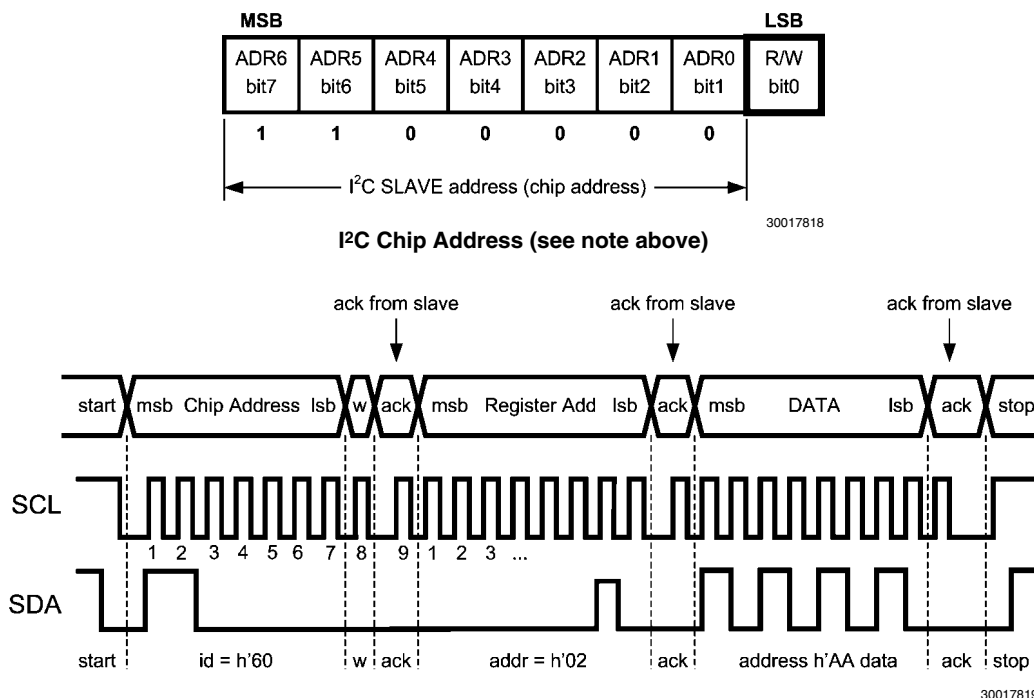 MSB LSB
ADR6 ADR5 ADR4 ADR3 ADR2 ADR1 ADR0 R/W
bit7 bit6 bit5 bit4 bit3 bit2 bit1 bit0
1 1 0 0 0 0 0
I²C SLAVE address (chip address)
30017818
I²C Chip Address (see note above)
ack from slave ack from slave ack from slave
start msb Chip Address lsb w ack msb Register Add lsb ack msb DATA lsb ack stop
SCL
1 2 3 4 5 6 7 8 9 1 2 3 ...
SDA
start id = h'60 w ack addr = h'02 ack address h'AA data ack stop
30017819